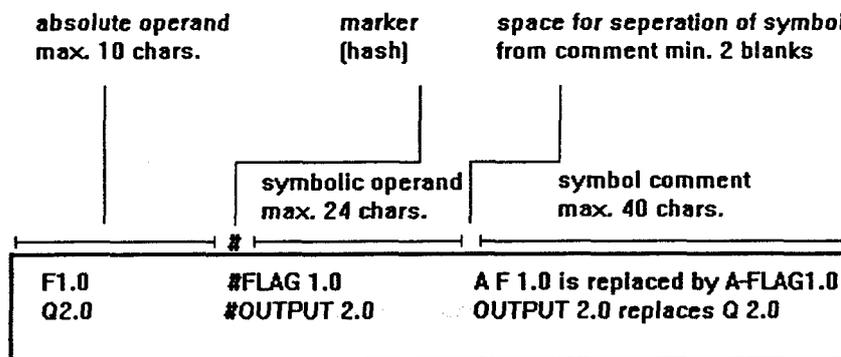 absolute operand
max. 10 chars.
marker
(hash)
space for seperation of symbol
from comment min. 2 blanks
symbolic operand
max. 24 chars.
symbol comment
max. 40 chars.
#
F1.0 #FLAG 1.0 A F 1.0 is replaced by A-FLAG1.0
Q2.0 #OUTPUT 2.0 OUTPUT 2.0 replaces Q 2.0